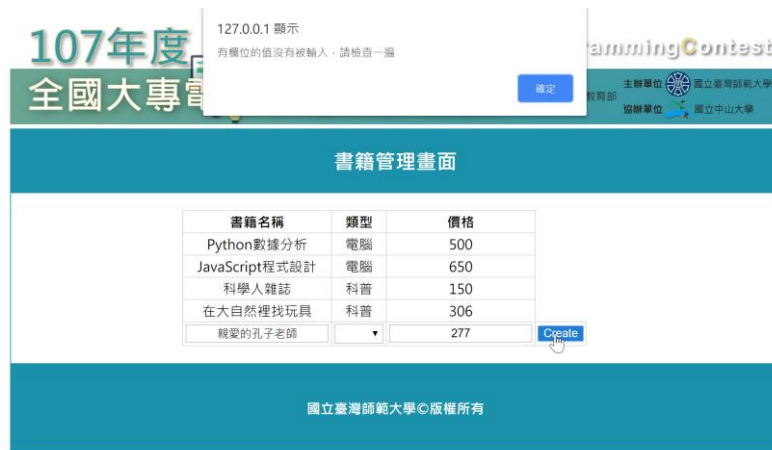 127.0.0.1 顯示
有欄位的值沒有被輸入，請檢查一遍
確定
107年度
全國大專電
ammingContest
教育部
主辦單位 國立臺灣師範大學
協辦單位 國立中山大學
書籍管理畫面
書籍名稱 類型 價格
Python數據分析 電腦 500
JavaScript程式設計 電腦 650
科學人雜誌 科普 150
在大自然裡找玩具 科普 306
親愛的孔子老師 277 Create
國立臺灣師範大學©版權所有